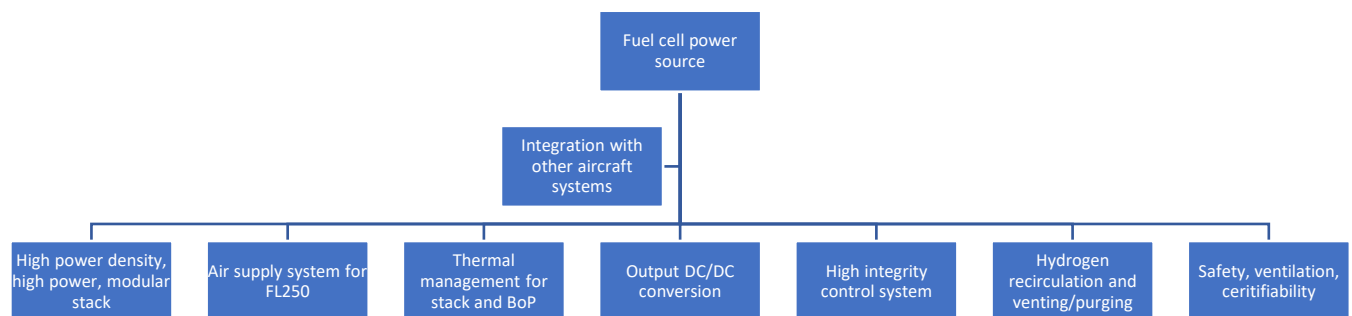 Fuel cell power
source
Integration with
other aircraft
systems
High power density,
high power, modular
stack
Air supply system for
FL250
Thermal
management for
stack and BoP
Output DC/DC
conversion
High integrity
control system
Hydrogen
recirculation and
venting/purging
Safety, ventilation,
ceritifiability